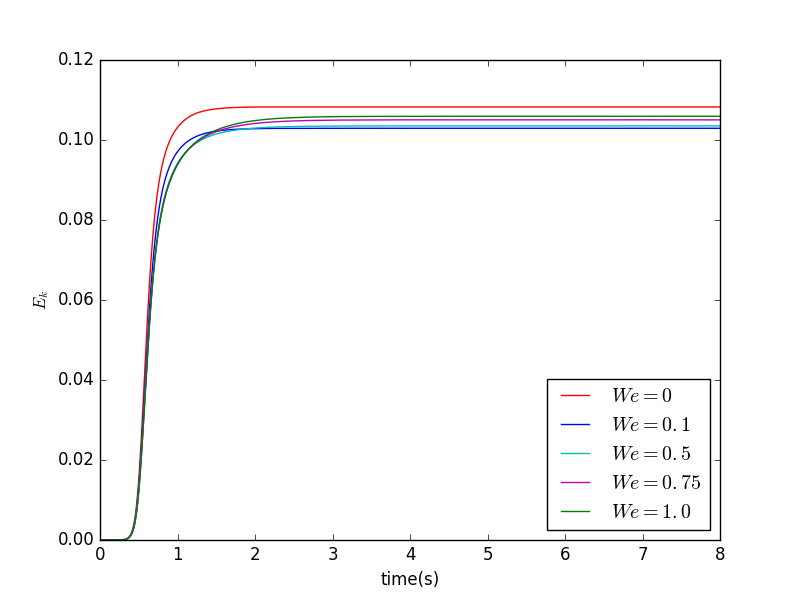 0.12
0.10
0.08
0.06
0.04
0.02
0.00
E_k
0 1 2 3 4 5 6 7 8
time(s)
We = 0
We = 0.1
We = 0.5
We = 0.75
We = 1.0